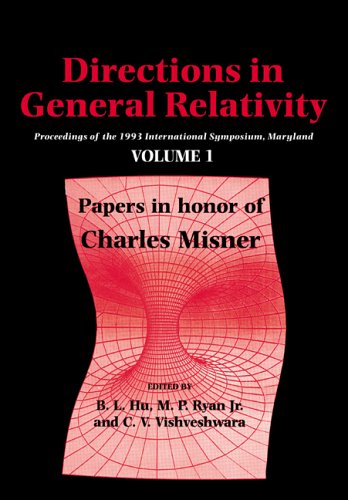 Directions in
General Relativity
Proceedings of the 1993 International Symposium, Maryland
VOLUME 1
Papers in honor of
Charles Misner
EDITED BY
B. L. Hu, M. P. Ryan Jr.
and C. V. Vishveshwara